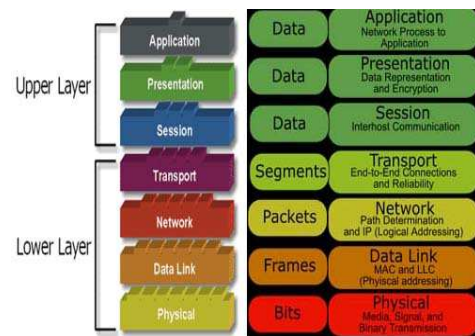 Upper Layer
Lower Layer
Application
Presentation
Session
Transport
Network
Data Link
Physical
Data
Application
Network Process to
Application
Data
Presentation
Data Representation
and Encryption
Data
Session
Interhost Communication
Segments
Transport
End-to-End Connections
and Reliability
Packets
Network
Path Determination
and IP (Logical Addressing)
Frames
Data Link
MAC and LLC
(Phyiscal addressing)
Bits
Physical
Media, Signal, and
Binary Transmission